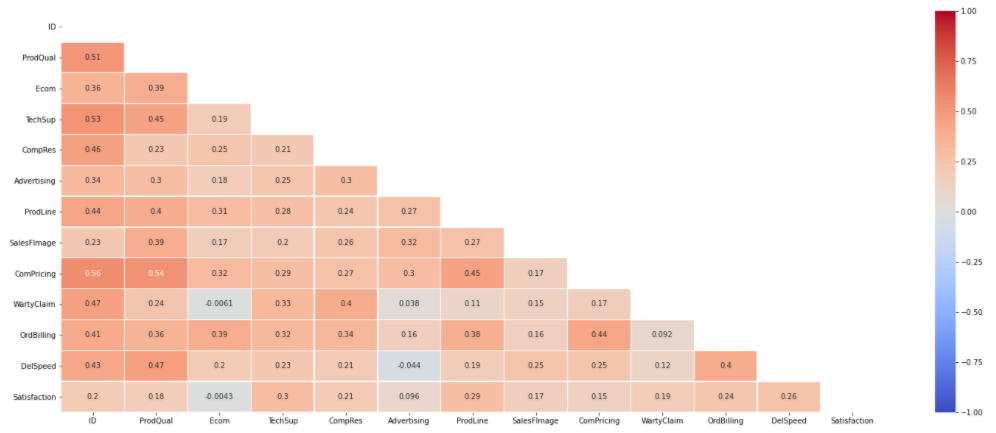 1.00
ID
ProdQual 0.51
0.75
Ecom 0.36 0.39
TechSup 0.53 0.45 0.19
0.50
CompRes 0.46 0.23 0.25 0.21
Advertising 0.34 0.3 0.18 0.25 0.3
0.25
ProdLine 0.44 0.4 0.31 0.28 0.24 0.27
0.00
SalesFImage 0.23 0.39 0.17 0.2 0.26 0.32 0.27
ComPricing 0.56 0.54 0.32 0.29 0.27 0.3 0.45 0.17
−0.25
WartyClaim 0.47 0.24 -0.0061 0.33 0.4 0.038 0.11 0.15 0.17
OrdBilling 0.41 0.36 0.39 0.32 0.34 0.16 0.38 0.16 0.44 0.092
−0.50
DelSpeed 0.43 0.47 0.2 0.23 0.21 -0.044 0.19 0.25 0.25 0.12 0.4
−0.75
Satisfaction 0.2 0.18 -0.0043 0.3 0.21 0.096 0.29 0.17 0.15 0.19 0.24 0.26
−1.00
ID ProdQual Ecom TechSup CompRes Advertising ProdLine SalesFImage ComPricing WartyClaim OrdBilling DelSpeed Satisfaction